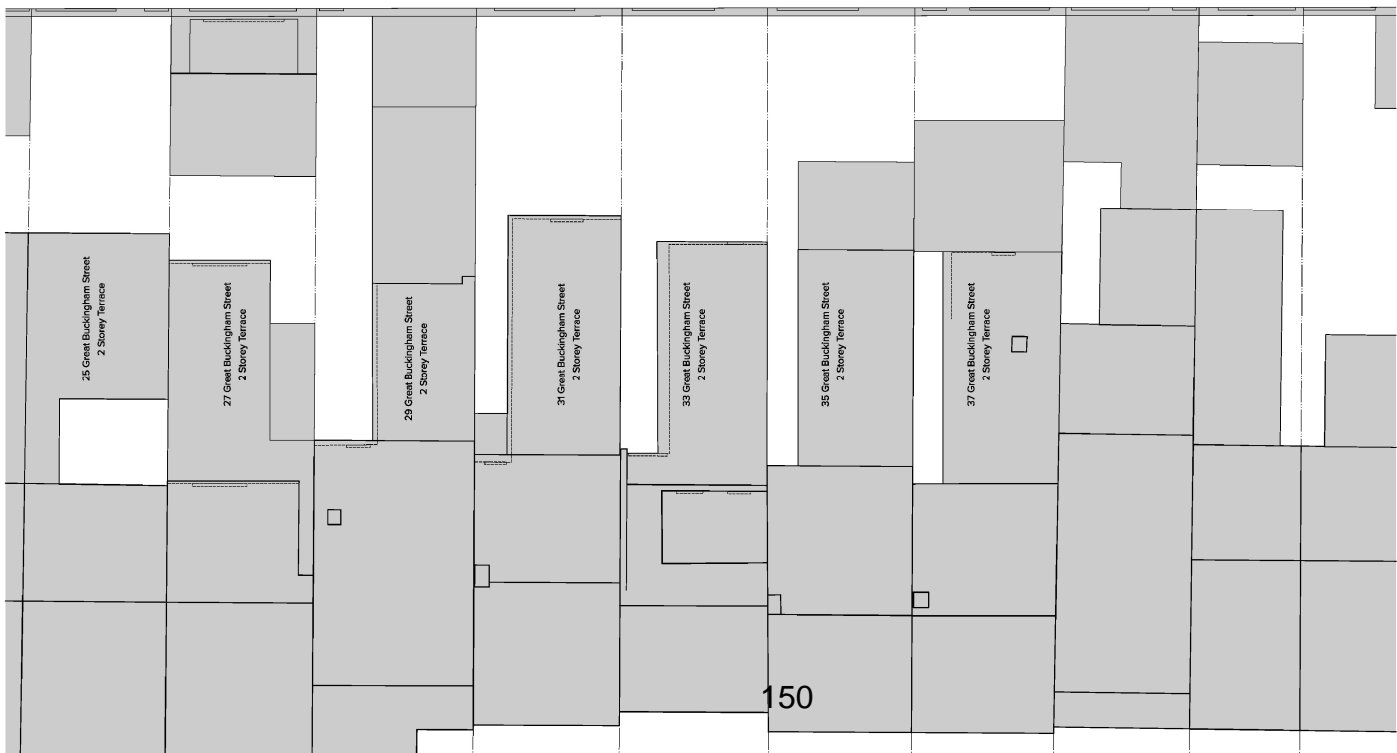 25 Great Buckingham Street
2 Storey Terrace
27 Great Buckingham Street
2 Storey Terrace
29 Great Buckingham Street
2 Storey Terrace
31 Great Buckingham Street
2 Storey Terrace
33 Great Buckingham Street
2 Storey Terrace
35 Great Buckingham Street
2 Storey Terrace
37 Great Buckingham Street
2 Storey Terrace
150